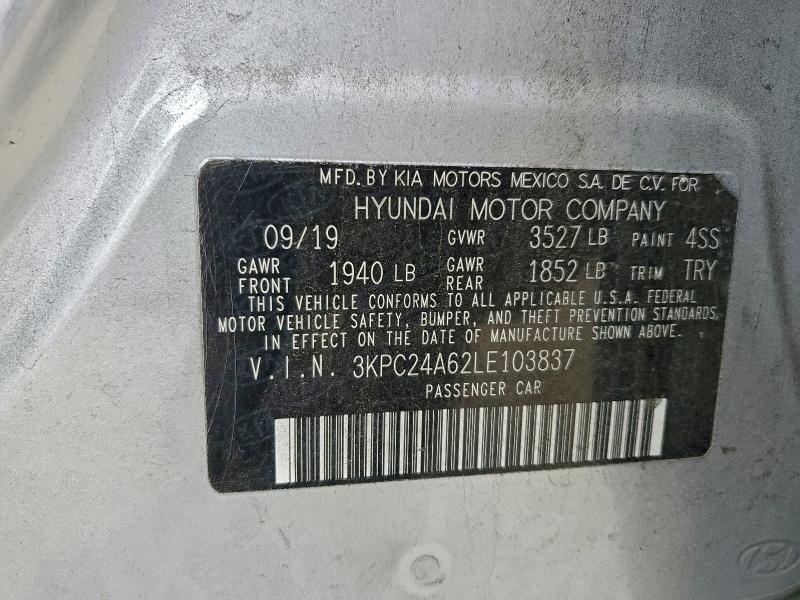 MFD. BY KIA MOTORS MEXICO S.A. DE C.V. FOR
HYUNDAI MOTOR COMPANY
09/19 GVWR 3527 LB PAINT 4SS
GAWR FRONT 1940 LB GAWR REAR 1852 LB TRIM TRY
THIS VEHICLE CONFORMS TO ALL APPLICABLE U.S.A. FEDERAL
MOTOR VEHICLE SAFETY, BUMPER, AND THEFT PREVENTION STANDARDS
IN EFFECT ON THE DATE OF MANUFACTURE SHOWN ABOVE.
V.I.N. 3KPC24A62LE103837
PASSENGER CAR